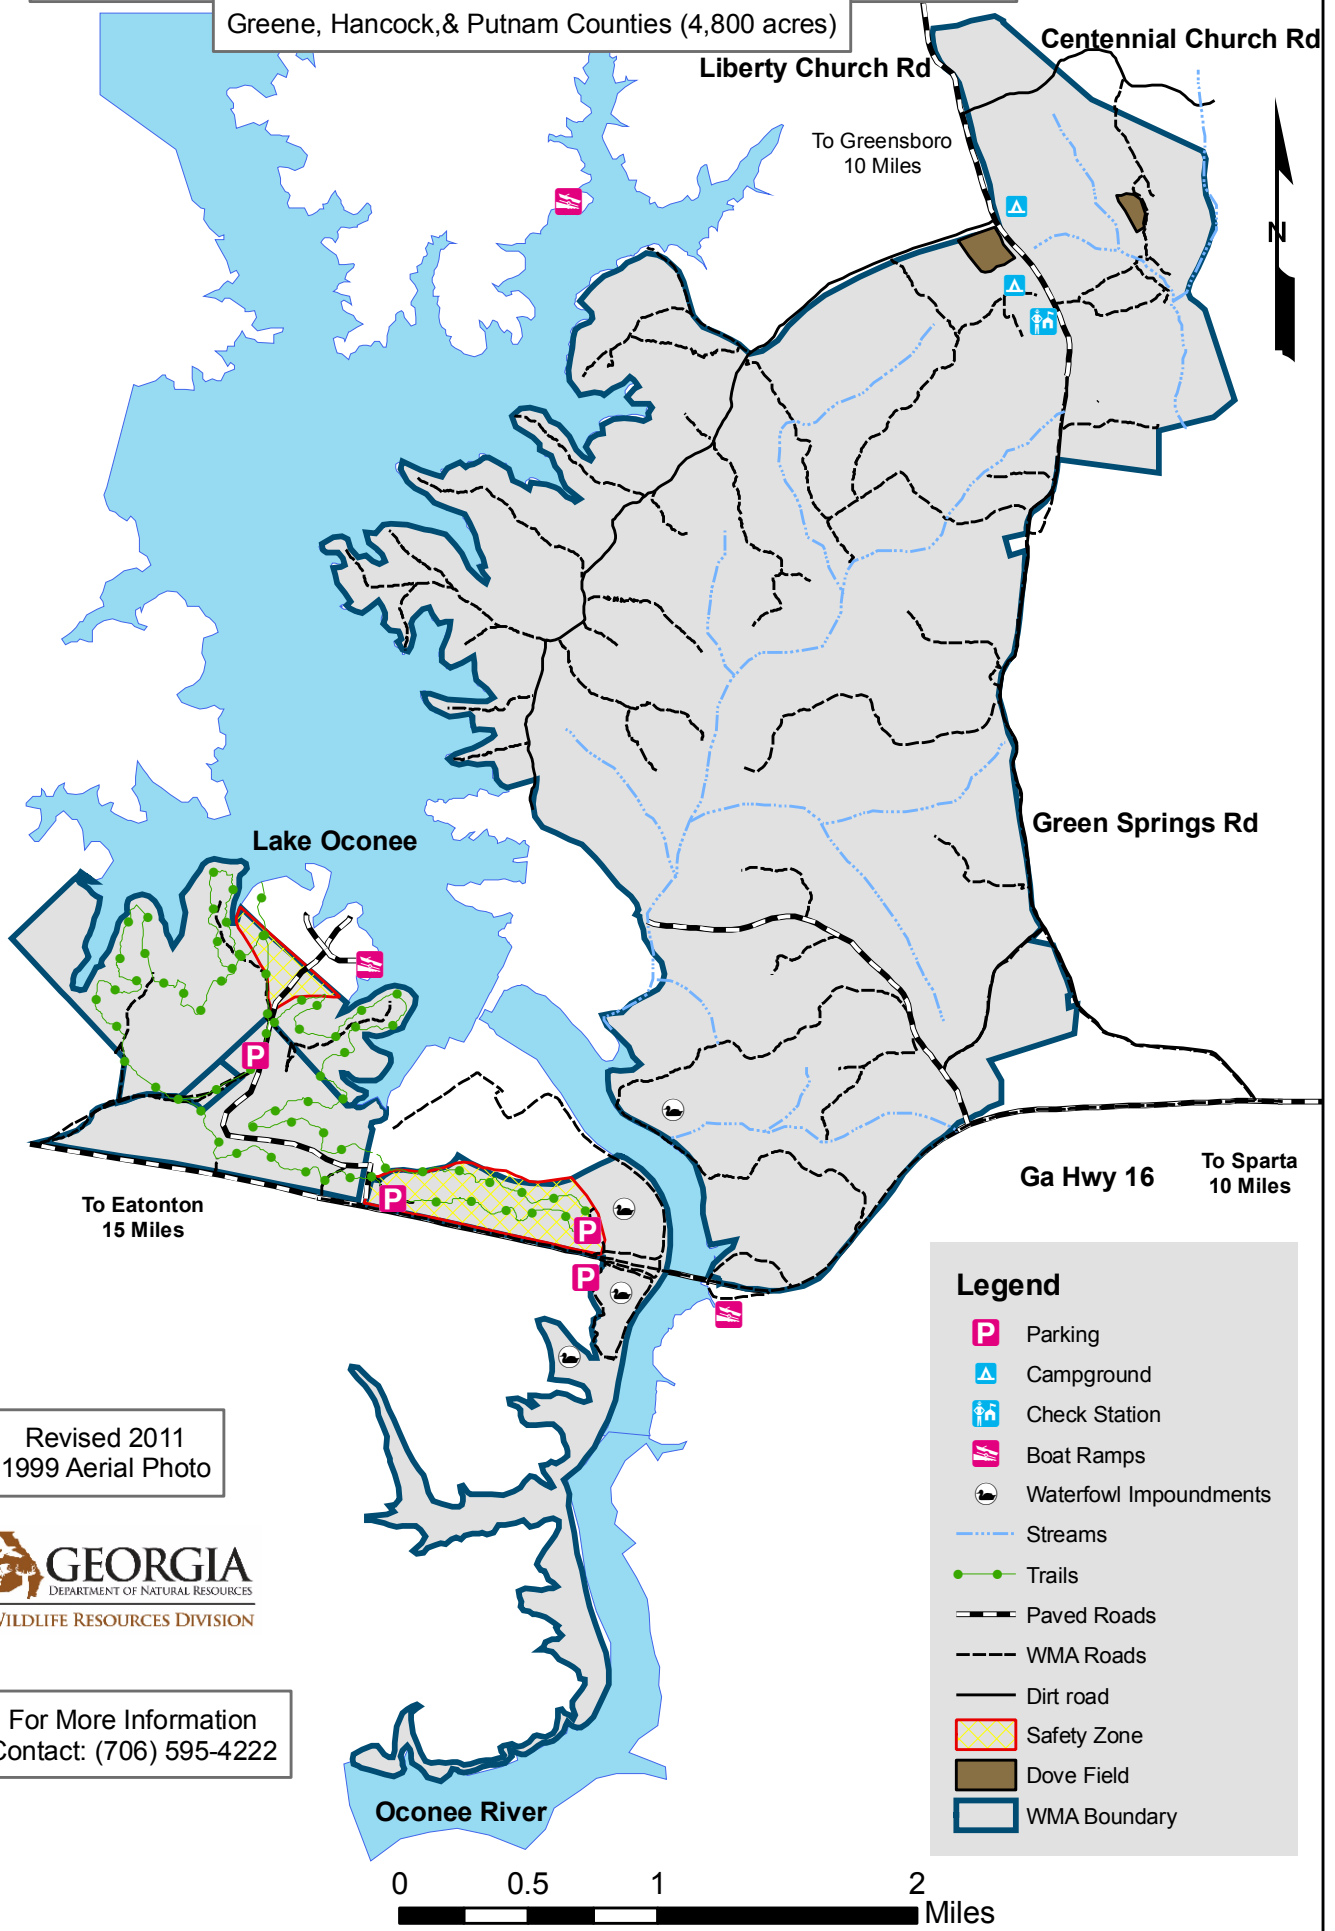 Greene, Hancock,& Putnam Counties (4,800 acres)
Centennial Church Rd
Liberty Church Rd
To Greensboro
10 Miles
N
Lake Oconee
Green Springs Rd
P
To Eatonton
15 Miles
P
P
P
Ga Hwy 16
To Sparta
10 Miles
Legend
P Parking
Campground
Check Station
Boat Ramps
Waterfowl Impoundments
Streams
Trails
Paved Roads
WMA Roads
Dirt road
Safety Zone
Dove Field
WMA Boundary
Revised 2011
1999 Aerial Photo
GEORGIA
DEPARTMENT OF NATURAL RESOURCES
WILDLIFE RESOURCES DIVISION
For More Information
Contact: (706) 595-4222
Oconee River
0 0.5 1 2
Miles